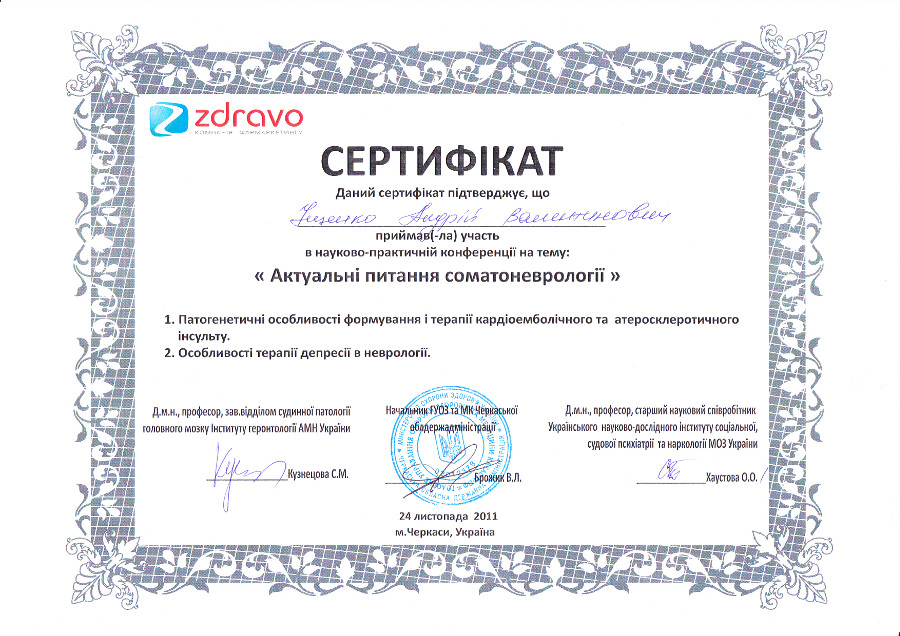 zdravo
КОМПАНІЯ ФАРМАРКЕТИНГУ
СЕРТИФІКАТ
Даний сертифікат підтверджує, що
Андрій Валентинович
приймав(-ла) участь
в науково-практичній конференції на тему:
« Актуальні питання соматоневрології »
1. Патогенетичні особливості формування і терапії кардіоемболічного та атеросклеротичного
інсульту.
2. Особливості терапії депресії в неврології.
Д.м.н., професор, зав.відділом судинної патології
головного мозку Інституту геронтології АМН України
Кузнецова С.М.
Начальник ГУОЗ та МК Черкаської
облдержадміністрації
Брожик В.Л.
Д.м.н., професор, старший науковий співробітник
Українського науково-дослідного інституту соціальної,
судової психіатрії та наркології МОЗ України
Хаустова О.О.
24 листопада 2011
м.Черкаси, Україна